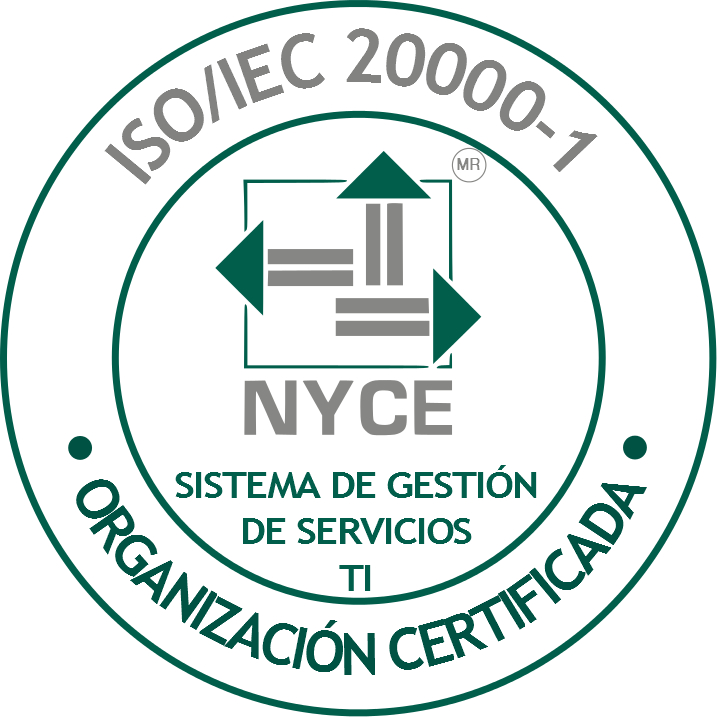 ISO/IEC 20000-1
MR
NYCE
SISTEMA DE GESTIÓN
DE SERVICIOS
TI
• ORGANIZACIÓN CERTIFICADA •